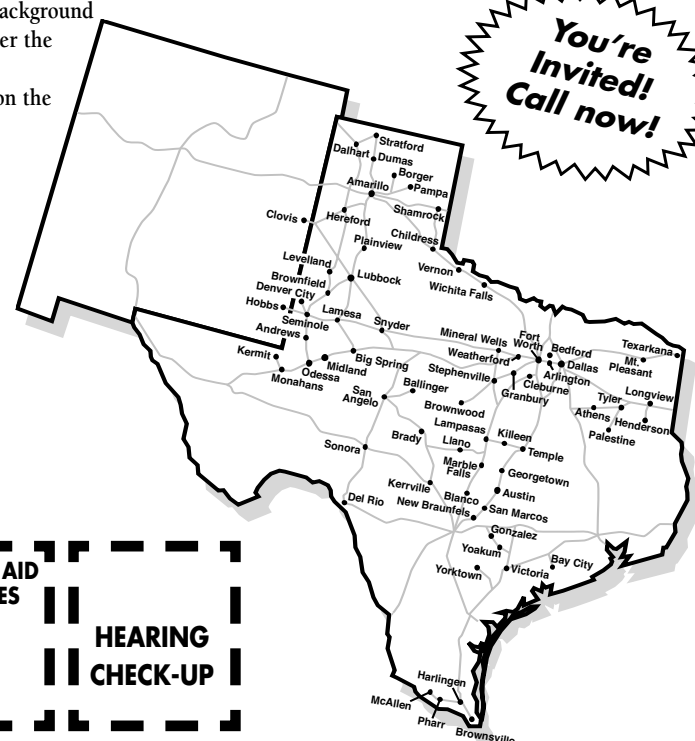 ackground
er the
on the
You're
Invited!
Call now!
Stratford
Dalhart
Dumas
Borger
Amarillo
Pampa
Shamrock
Clovis
Hereford
Childress
Plainview
Levelland
Vernon
Lubbock
Brownfield
Wichita Falls
Denver City
Hobbs
Lamesa
Seminole
Snyder
Andrews
Mineral Wells
Fort
Worth
Bedford
Texarkana
Kermit
Big Spring
Weatherford
Dallas
Mt.
Pleasant
Midland
Odessa
Stephenville
Arlington
Monahans
Cleburne
Granbury
Longview
San
Angelo
Ballinger
Tyler
Brownwood
Athens
Henderson
Lampasas
Palestine
Brady
Killeen
Llano
Sonora
Temple
Marble
Falls
Georgetown
Kerrville
Blanco
Austin
Del Rio
New Braunfels
San Marcos
Gonzalez
Yoakum
Bay City
Yorktown
Victoria
AID
ES
HEARING
CHECK-UP
Harlingen
McAllen
Pharr
Brownsville